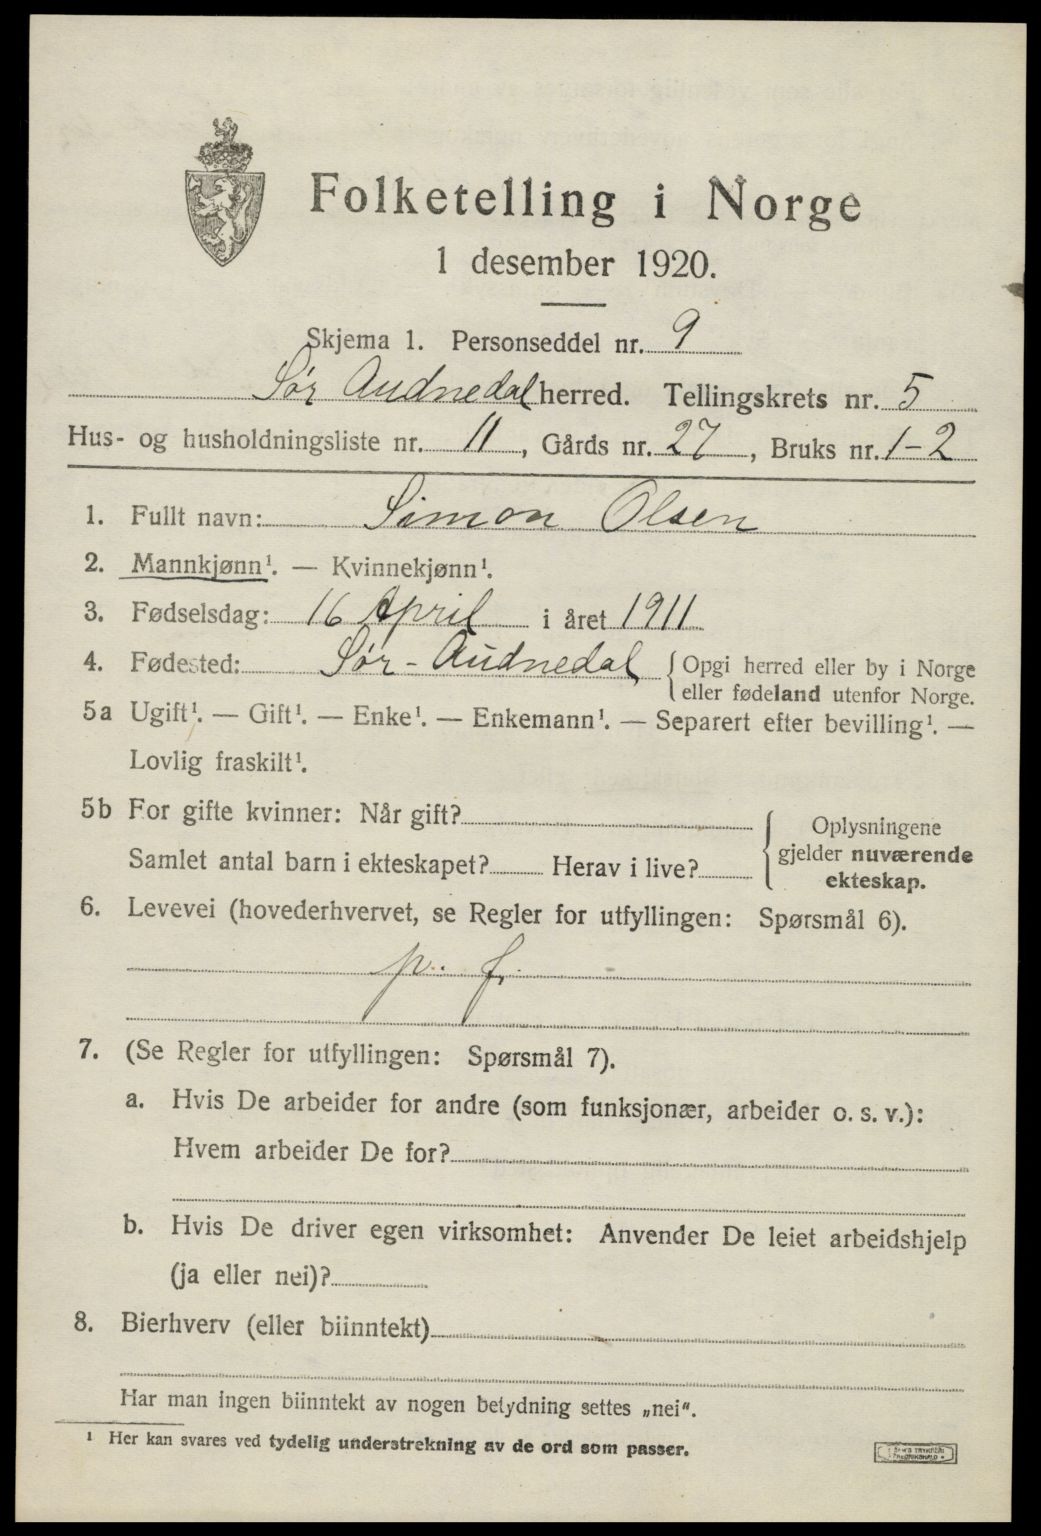 Folketelling i Norge
1 desember 1920.
Skjema 1. Personseddel nr. 9
Sør Audnedal herred. Tellingskrets nr. 5
Hus- og husholdningsliste nr. 11, Gårds nr. 27, Bruks nr. 1-2
1. Fullt navn: Simon Olsen
2. Mannkjønn¹. — Kvinnekjønn¹.
3. Fødselsdag: 16 April i året 1911
4. Fødested: Sør-Audnedal { Opgi herred eller by i Norge
eller fødeland utenfor Norge.
5a Ugift¹. — Gift¹. — Enke¹. — Enkemann¹. — Separert efter bevilling¹. —
Lovlig fraskilt¹.
5b For gifte kvinner: Når gift?
Samlet antal barn i ekteskapet? Herav i live?
{ Oplysningene
gjelder nuværende
ekteskap.
6. Levevei (hovederhvervet, se Regler for utfyllingen: Spørsmål 6).
p. f.
7. (Se Regler for utfyllingen: Spørsmål 7).
a. Hvis De arbeider for andre (som funksjonær, arbeider o. s. v.):
Hvem arbeider De for?
b. Hvis De driver egen virksomhet: Anvender De leiet arbeidshjelp
(ja eller nei)?
8. Bierhverv (eller biinntekt)
Har man ingen biinntekt av nogen betydning settes „nei".
¹ Her kan svares ved tydelig understrekning av de ord som passer.